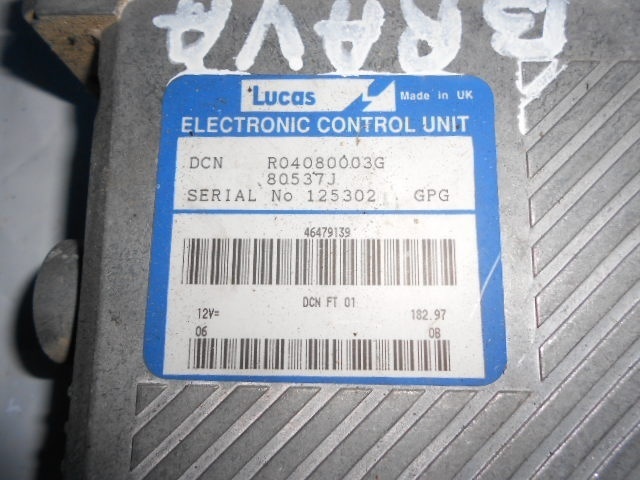 BRAVA
Lucas Made in UK
ELECTRONIC CONTROL UNIT
DCN R04080003G
80537J
SERIAL No 125302 GPG
46479139
DCN FT 01
12V= 182.97
06 0B